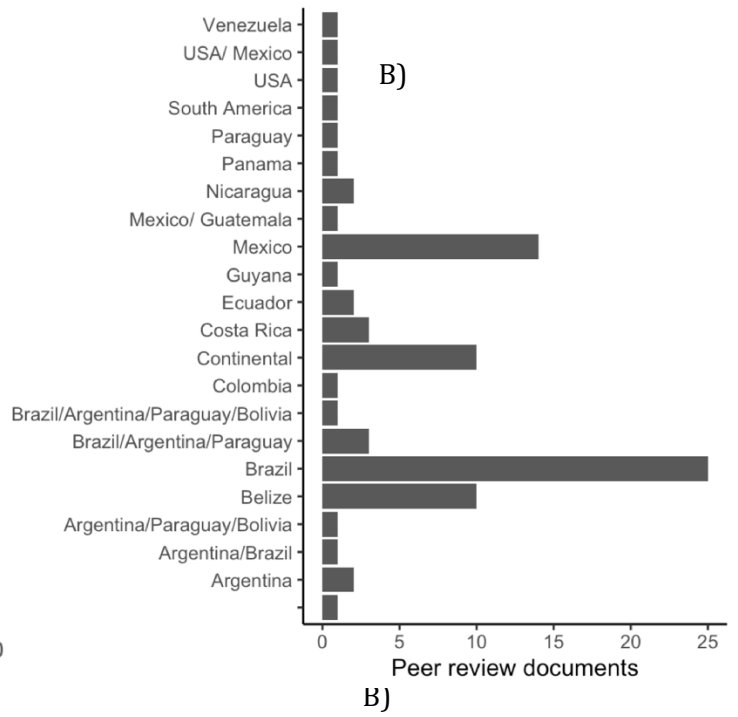 Venezuela
USA/ Mexico
B)
USA
South America
Paraguay
Panama
Nicaragua
Mexico/ Guatemala
Mexico
Guyana
Ecuador
Costa Rica
Continental
Colombia
Brazil/Argentina/Paraguay/Bolivia
Brazil/Argentina/Paraguay
Brazil
Belize
Argentina/Paraguay/Bolivia
Argentina/Brazil
Argentina
0 5 10 15 20 25
Peer review documents
B)